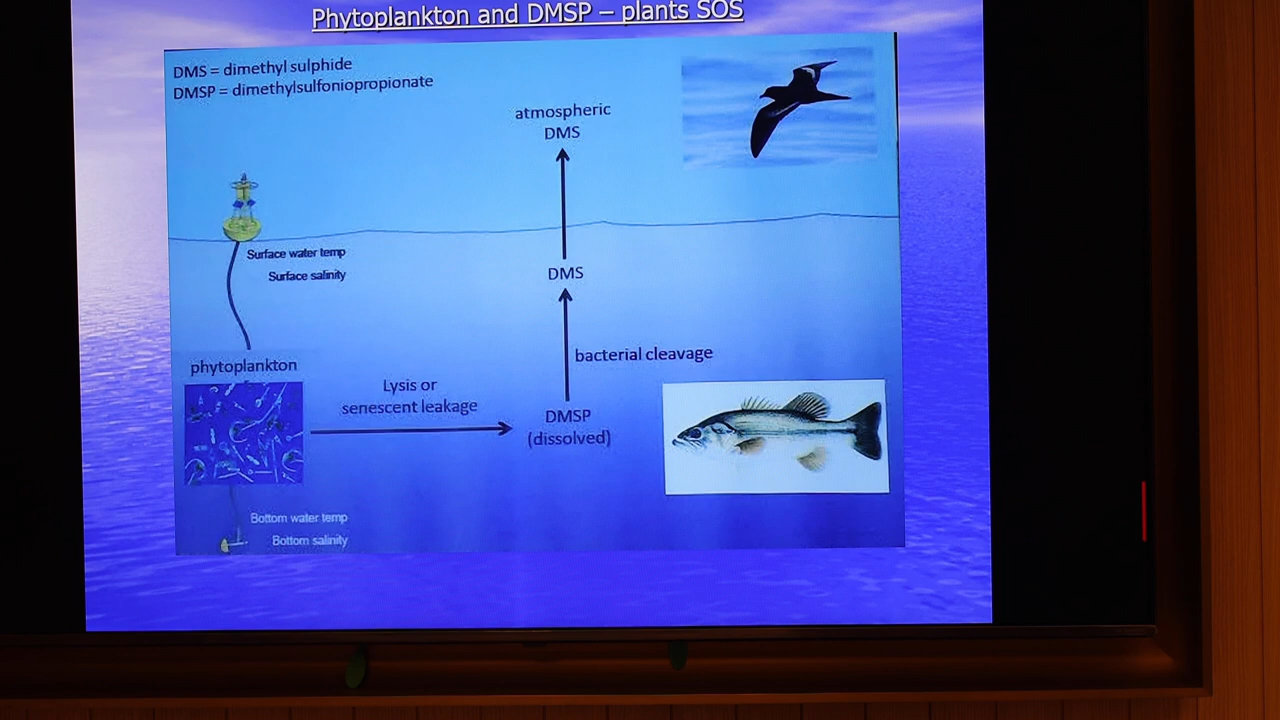 Phytoplankton and DMSP – plants SOS
DMS = dimethyl sulphide
DMSP = dimethylsulfoniopropionate
atmospheric
DMS
Surface water temp
Surface salinity
DMS
bacterial cleavage
phytoplankton
Lysis or
senescent leakage
DMSP
(dissolved)
Bottom water temp
Bottom salinity